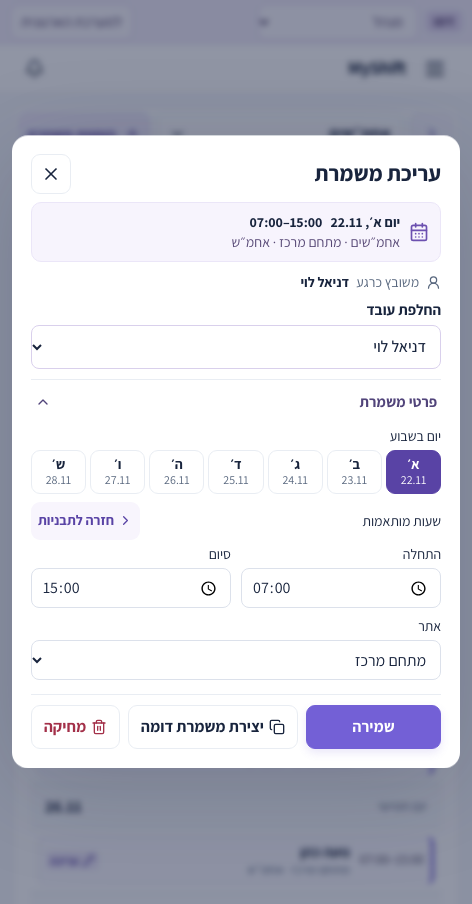 MyShift
עריכת משמרת
יום א׳, 22.11 07:00–15:00
אחמ״שים · מתחם מרכז · אחמ״ש
משובץ כרגע דניאל לוי
החלפת עובד
דניאל לוי
פרטי משמרת
יום בשבוע
א׳ ב׳ ג׳ ד׳ ה׳ ו׳ ש׳
22.11 23.11 24.11 25.11 26.11 27.11 28.11
שעות מותאמות חזרה לתבניות
התחלה סיום
07:00 15:00
אתר
מתחם מרכז
שמירה יצירת משמרת דומה מחיקה